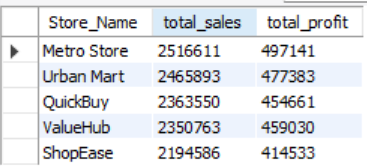 Store_Name total_sales total_profit
Metro Store 2516611 497141
Urban Mart 2465893 477383
QuickBuy 2363550 454661
ValueHub 2350763 459030
ShopEase 2194586 414533